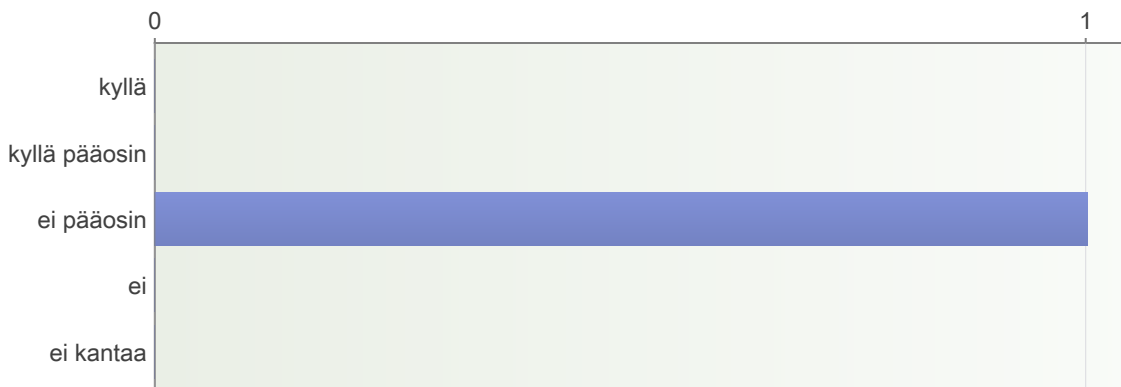 0 1
kyllä
kyllä pääosin
ei pääosin
ei
ei kantaa